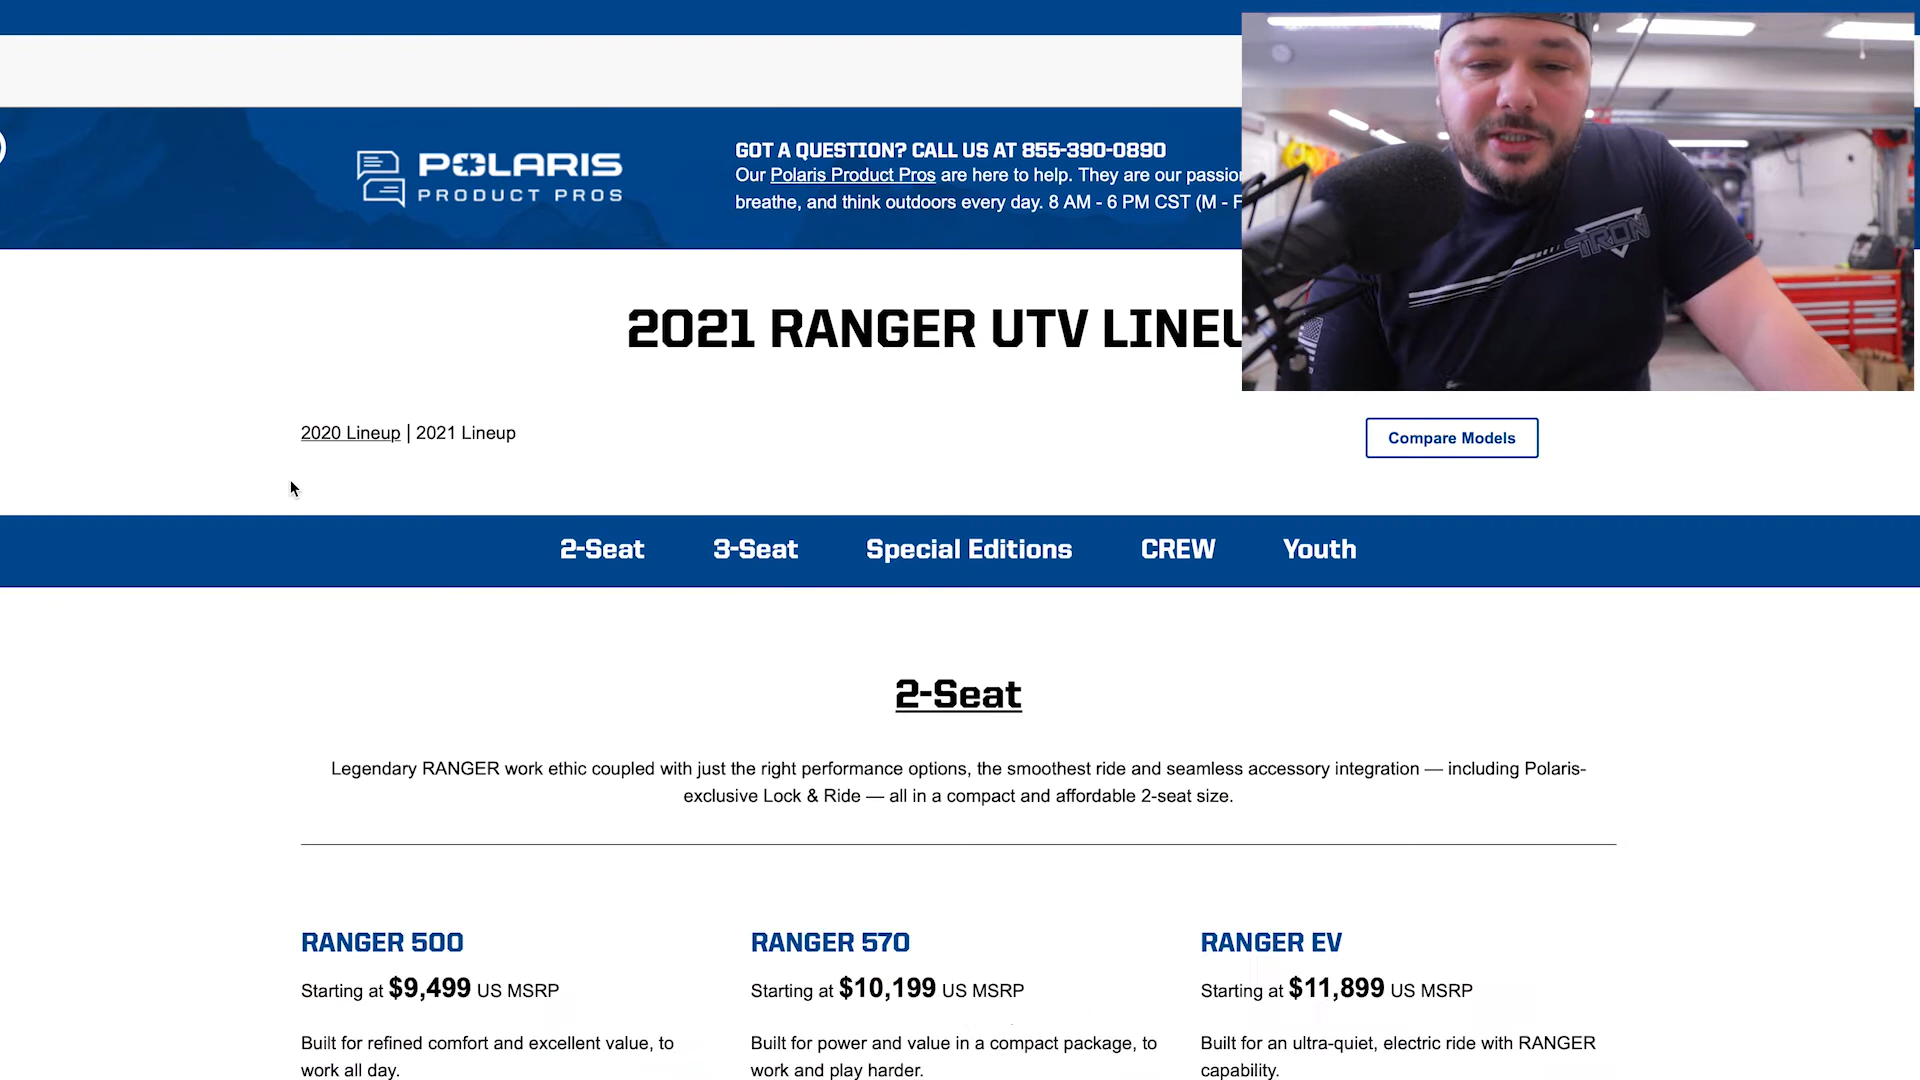 POLARIS
PRODUCT PROS
GOT A QUESTION? CALL US AT 855-390-0890
Our Polaris Product Pros are here to help. They are our
breathe, and think outdoors every day. 8 AM - 6 PM CST (M - F
TRON
2021 RANGER UTV
2020 Lineup | 2021 Lineup
Compare Models
2-Seat 3-Seat Special Editions CREW Youth
2-Seat
Legendary RANGER work ethic coupled with just the right performance options, the smoothest ride and seamless accessory integration — including Polaris-
exclusive Lock & Ride — all in a compact and affordable 2-seat size.
RANGER 500
Starting at $9,499 US MSRP
Built for refined comfort and excellent value, to
work all day.
RANGER 570
Starting at $10,199 US MSRP
Built for power and value in a compact package, to
work and play harder.
RANGER EV
Starting at $11,899 US MSRP
Built for an ultra-quiet, electric ride with RANGER
capability.